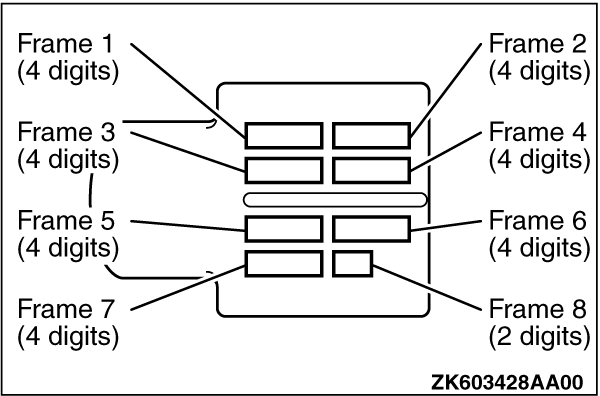 Frame 1
(4 digits)
Frame 2
(4 digits)
Frame 3
(4 digits)
Frame 4
(4 digits)
Frame 5
(4 digits)
Frame 6
(4 digits)
Frame 7
(4 digits)
Frame 8
(2 digits)
ZK603428AA00